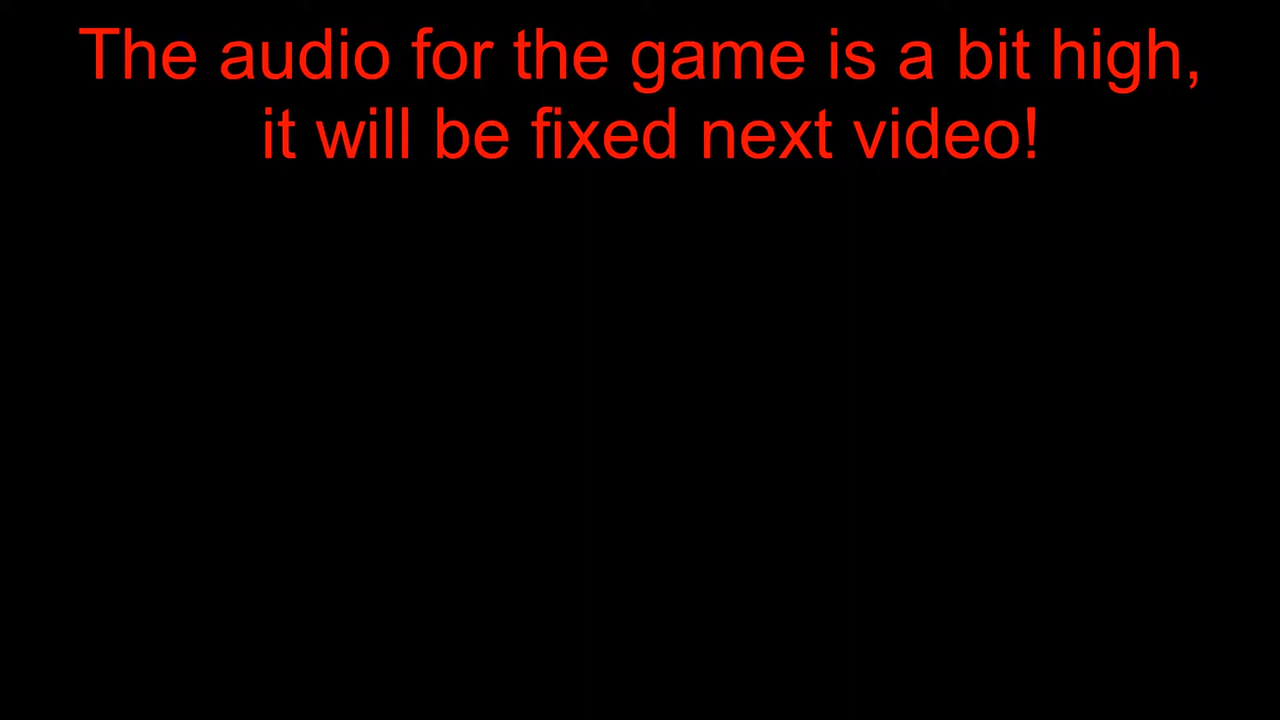 The audio for the game is a bit high,
it will be fixed next video!